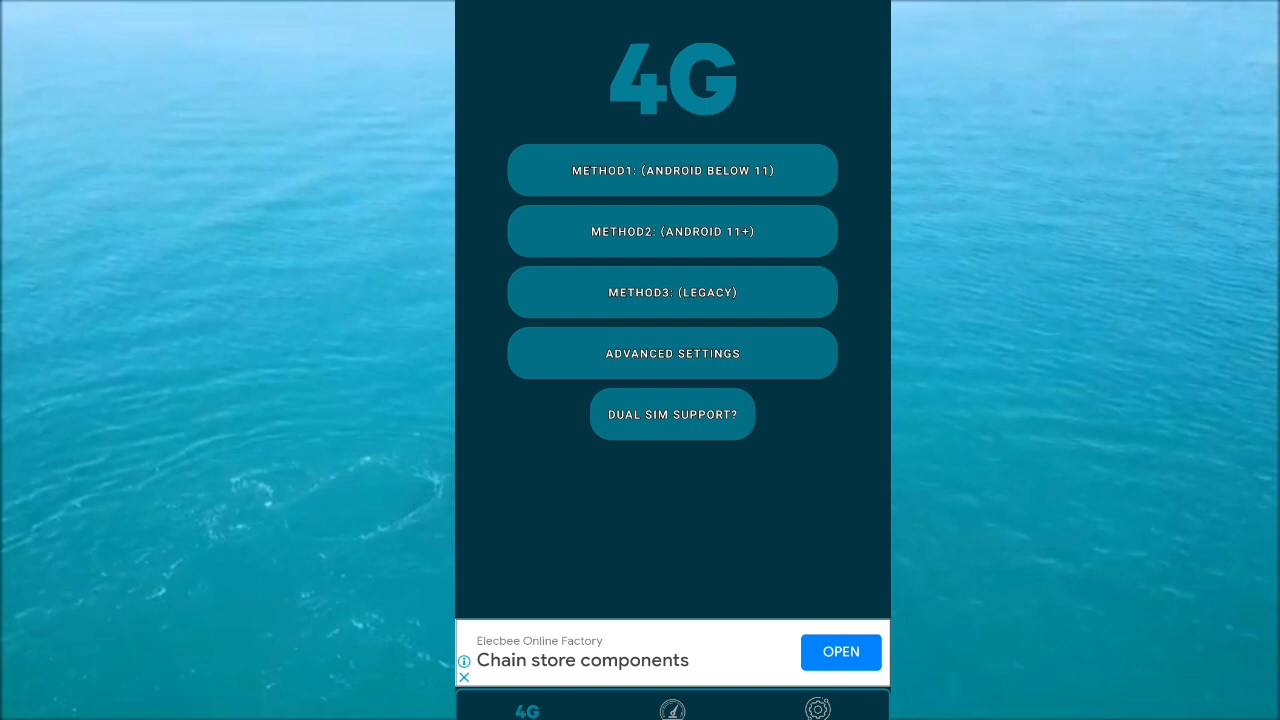 4G
METHOD1: (ANDROID BELOW 11)
METHOD2: (ANDROID 11+)
METHOD3: (LEGACY)
ADVANCED SETTINGS
DUAL SIM SUPPORT?
Elecbee Online Factory
Chain store components
OPEN
4G